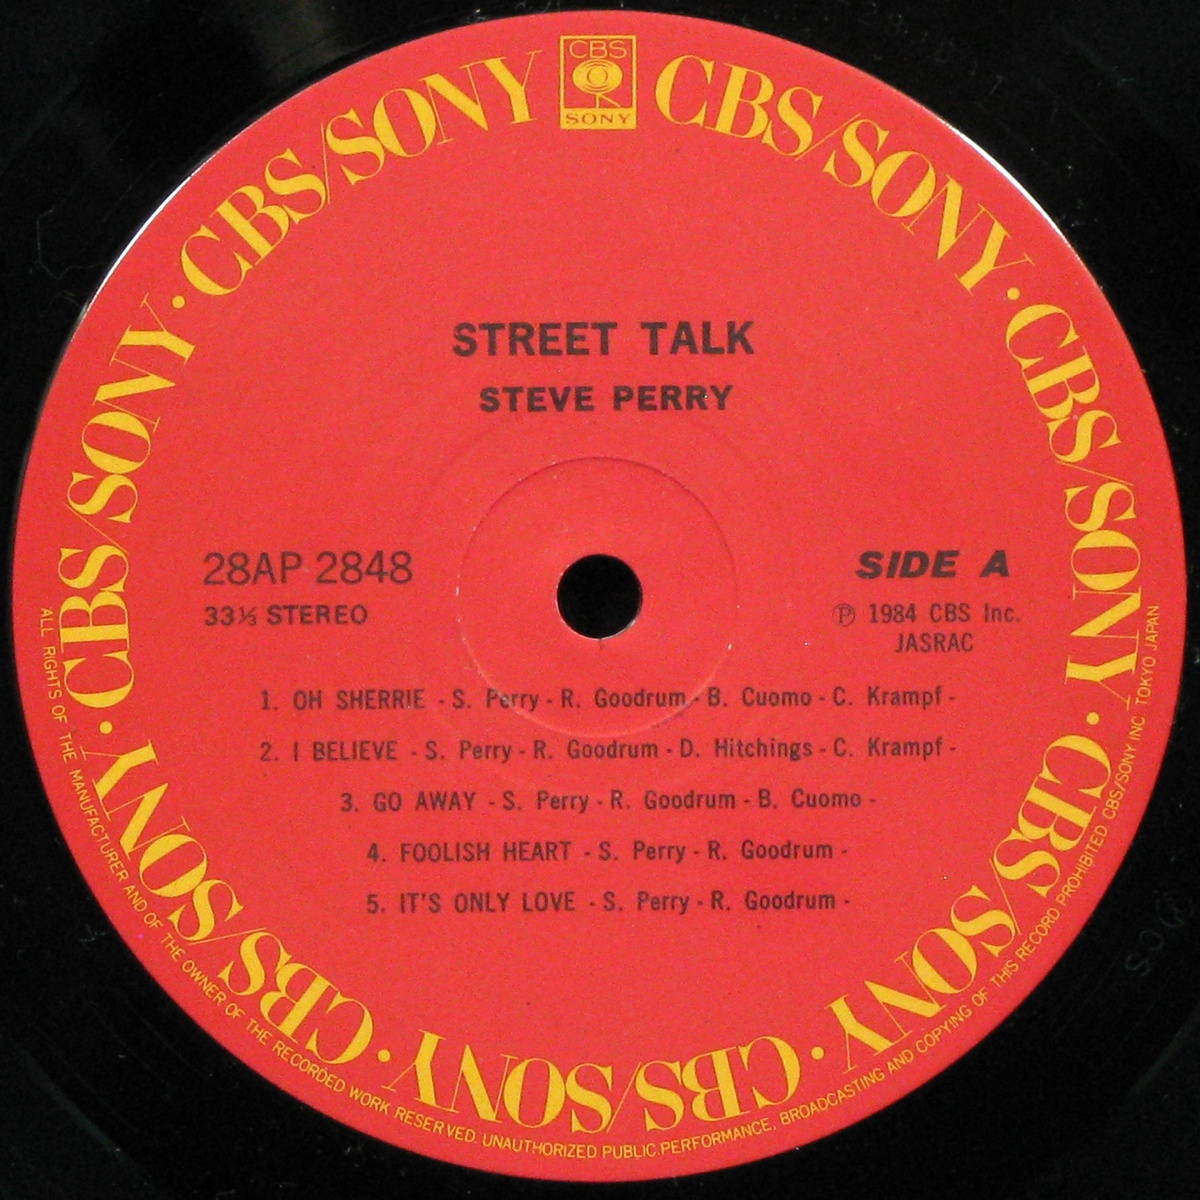 CBS
SONY
CBS/SONY · CBS/SONY · CBS/SONY · CBS/SONY · CBS/SONY · CBS/SONY · CBS/SONY
STREET TALK
STEVE PERRY
28AP 2848
33⅓ STEREO
SIDE A
Ⓟ 1984 CBS Inc.
JASRAC
1. OH SHERRIE - S. Perry - R. Goodrum - B. Cuomo - C. Krampf -
2. I BELIEVE - S. Perry - R. Goodrum - D. Hitchings - C. Krampf -
3. GO AWAY - S. Perry - R. Goodrum - B. Cuomo -
4. FOOLISH HEART - S. Perry - R. Goodrum -
5. IT'S ONLY LOVE - S. Perry - R. Goodrum -
ALL RIGHTS OF THE MANUFACTURER AND OF THE OWNER OF THE RECORDED WORK RESERVED. UNAUTHORIZED PUBLIC PERFORMANCE, BROADCASTING AND COPYING OF THIS RECORD PROHIBITED CBS/SONY INC. TOKYO JAPAN